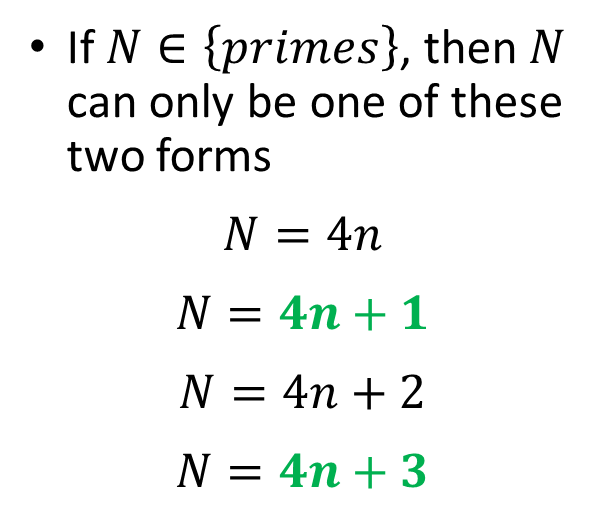 • If 𝑁 ∈ {𝑝𝑟𝑖𝑚𝑒𝑠}, then 𝑁
can only be one of these
two forms
𝑁 = 4𝑛
𝑁 = 𝟒𝒏 + 𝟏
𝑁 = 4𝑛 + 2
𝑁 = 𝟒𝒏 + 𝟑